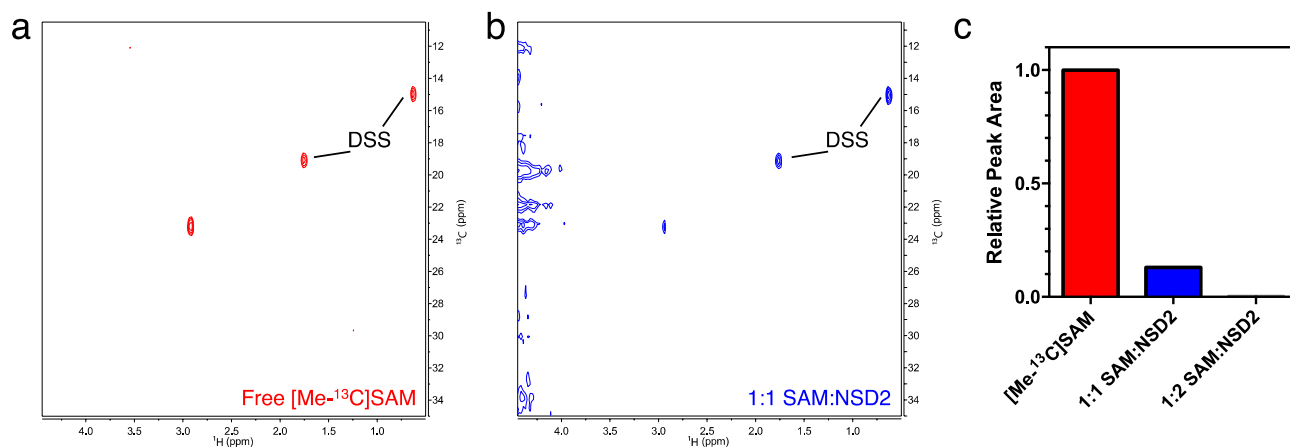 a
DSS
Free [Me-¹³C]SAM
12
14
16
18
20
22
24
26
28
30
32
34
¹³C (ppm)
4.0 3.5 3.0 2.5 2.0 1.5 1.0
¹H (ppm)
b
DSS
1:1 SAM:NSD2
12
14
16
18
20
22
24
26
28
30
32
34
¹³C (ppm)
4.0 3.5 3.0 2.5 2.0 1.5 1.0
¹H (ppm)
c
Relative Peak Area
1.0
0.5
0.0
[Me-¹³C]SAM
1:1 SAM:NSD2
1:2 SAM:NSD2